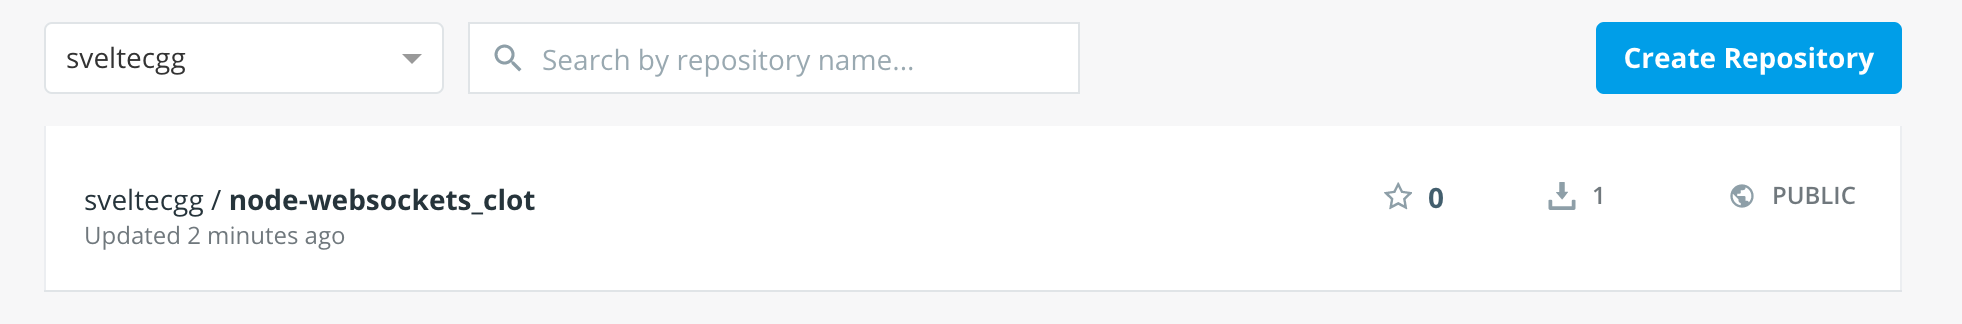 sveltecgg
Search by repository name...
Create Repository
sveltecgg / node-websockets_clot
0
1
PUBLIC
Updated 2 minutes ago